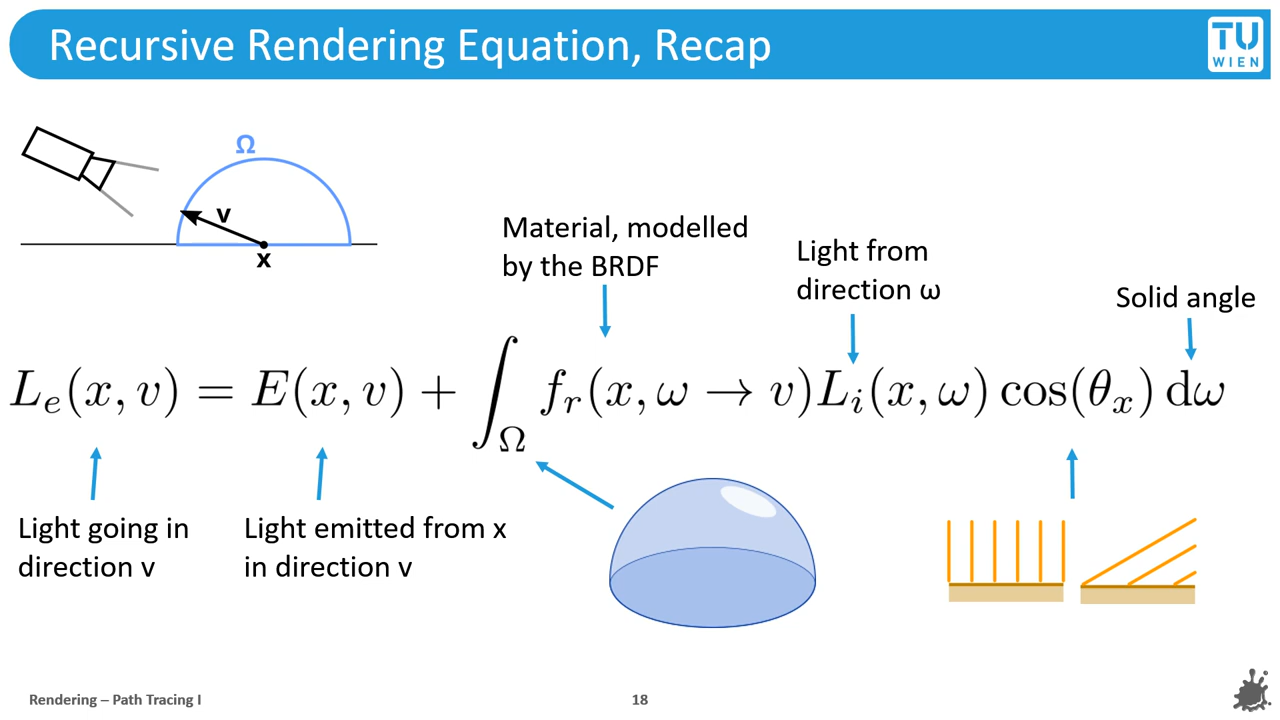 Recursive Rendering Equation, Recap
TU
WIEN
Ω
v
x
Material, modelled
by the BRDF
Light from
direction ω
Solid angle
L_e(x, v) = E(x, v) + ∫_Ω f_r(x, ω → v)L_i(x, ω) cos(θ_x) dω
Light going in
direction v
Light emitted from x
in direction v
Rendering – Path Tracing I
18